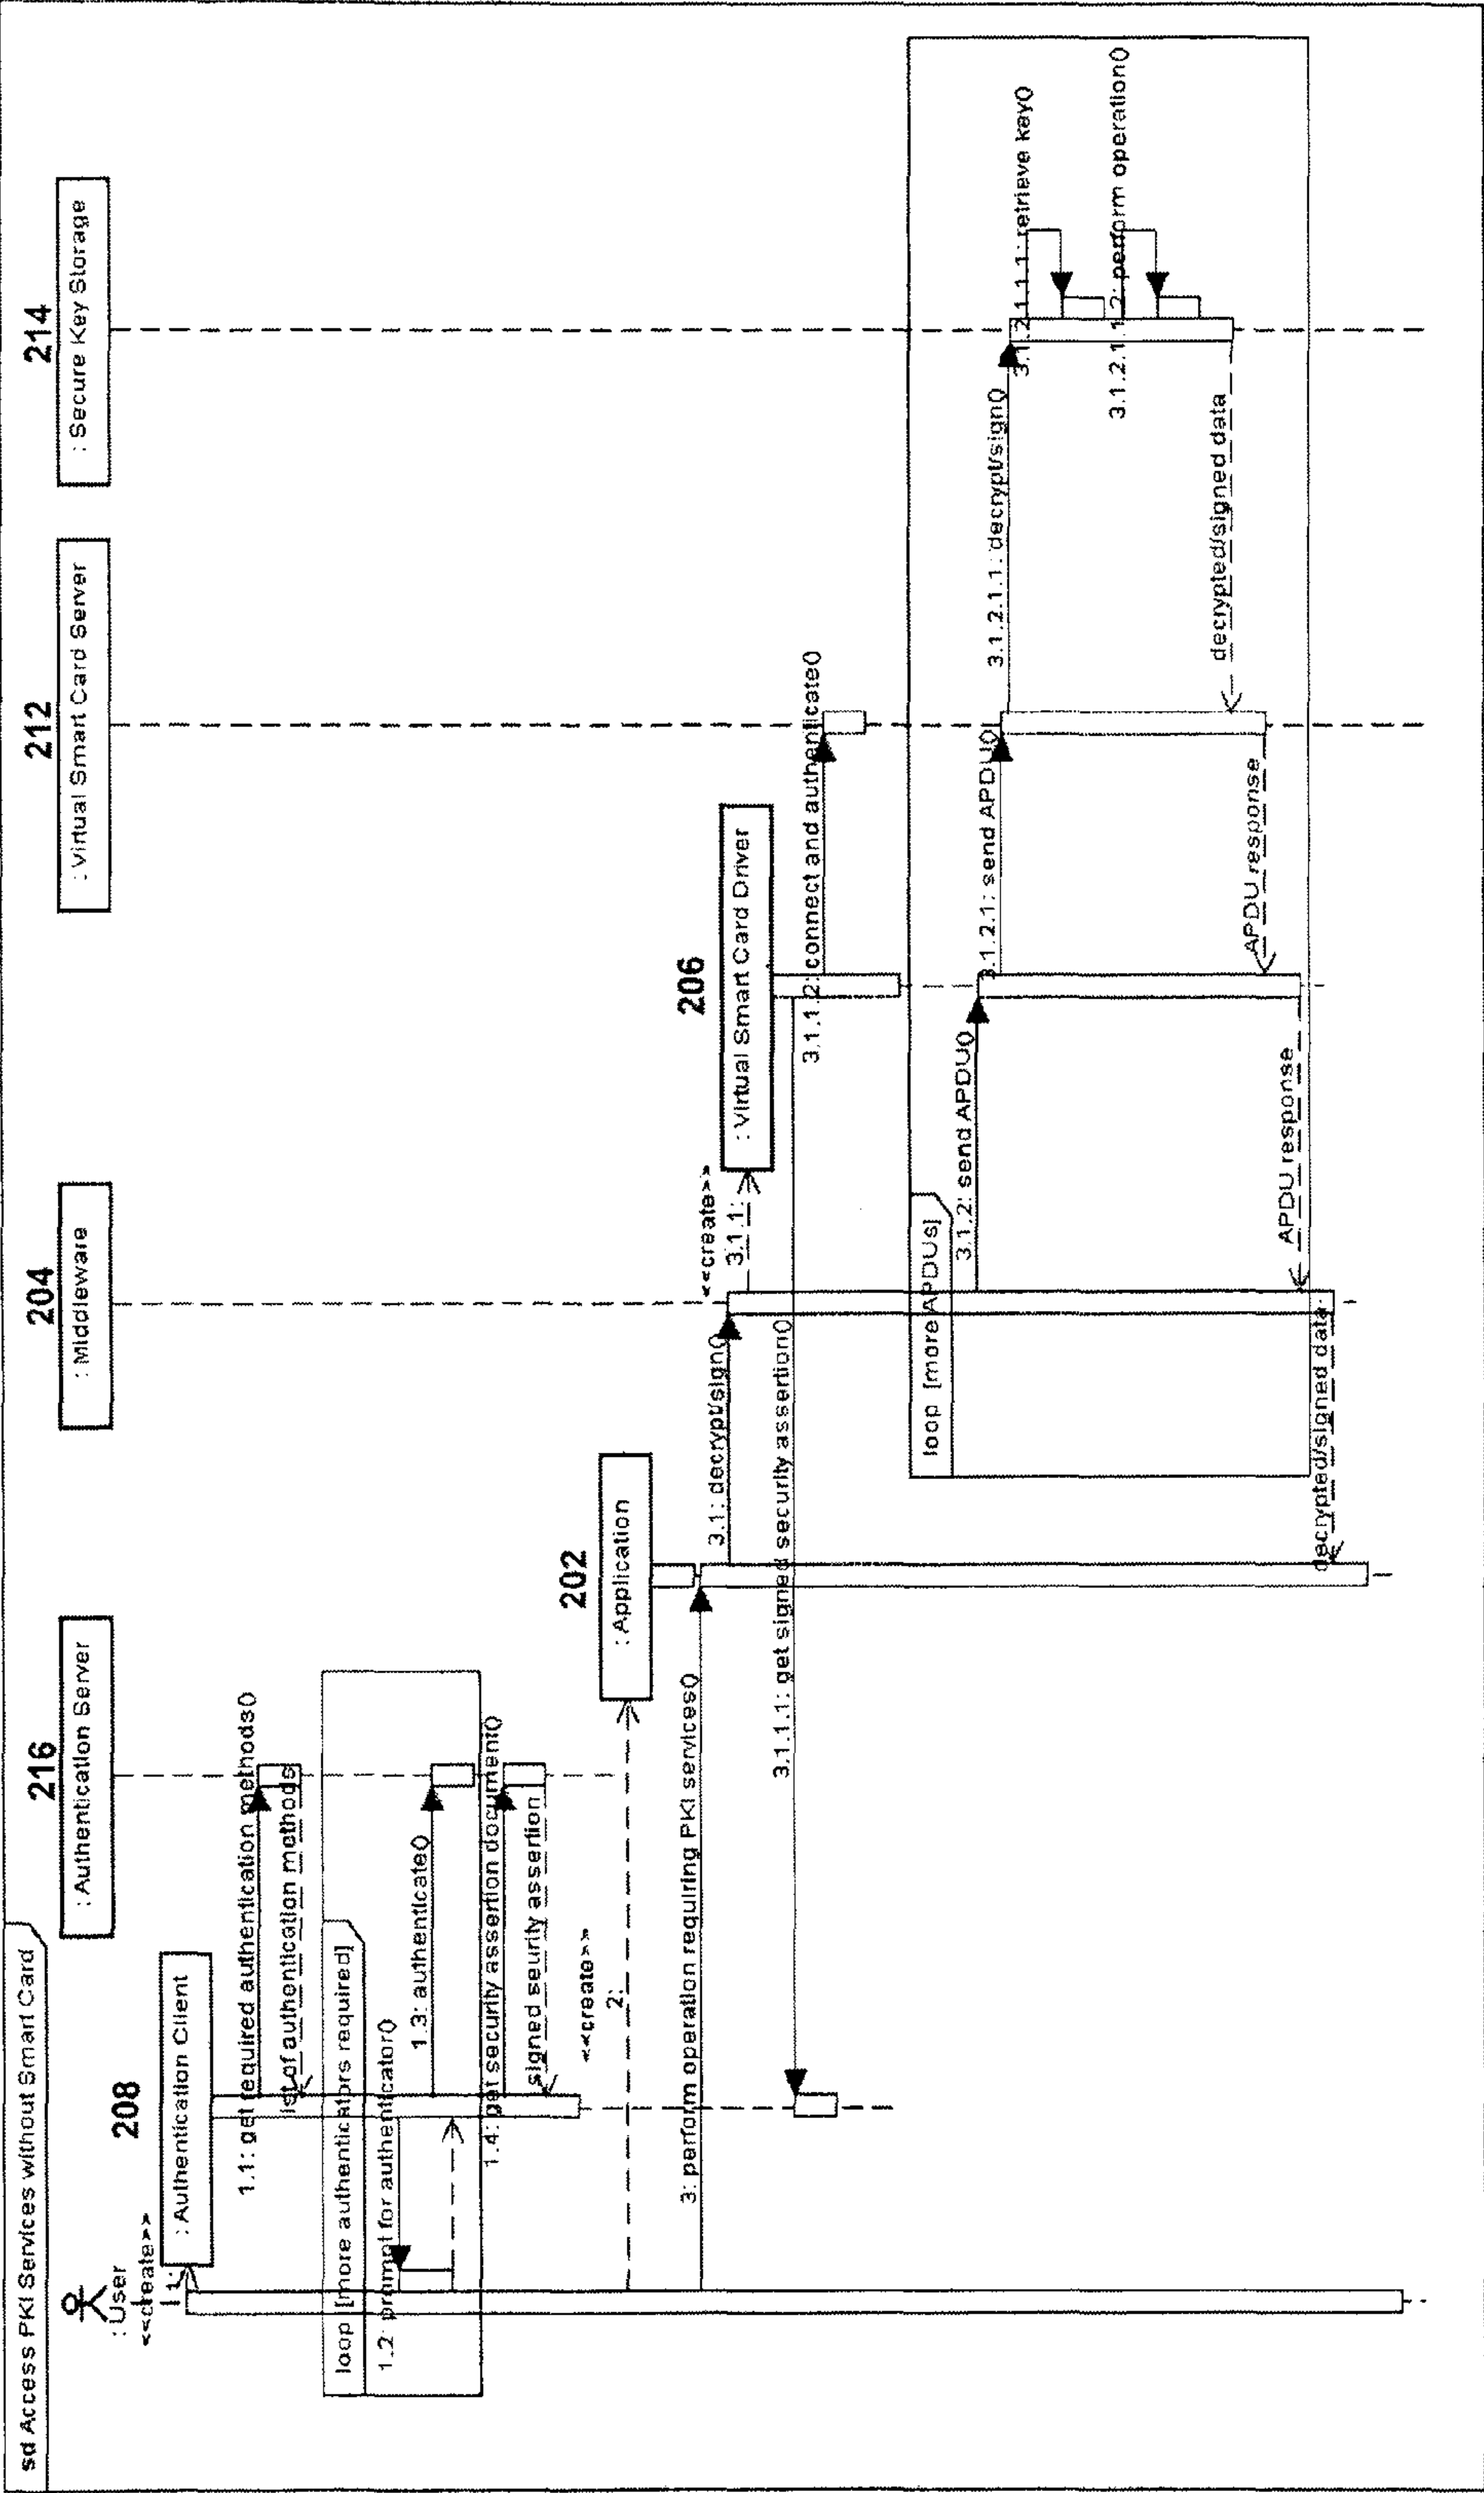 sd Access PKI Services without Smart Card
: User
<<create>>
1:
208
: Authentication Client
216
: Authentication Server
204
: Middleware
212
: Virtual Smart Card Server
214
: Secure Key Storage
1.1: get required authentication methods()
list of authentication methods
loop [more authenticators required]
1.2: prompt for authenticator()
1.3: authenticate()
1.4: get security assertion document()
signed seurity assertion
<<create>>
2:
202
: Application
3: perform operation requiring PKI services()
3.1: decrypt/sign()
<<create>>
3.1.1:
206
: Virtual Smart Card Driver
3.1.1.1: get signed security assertion()
3.1.1.2: connect and authenticate()
loop [more APDUs]
3.1.2: send APDU()
3.1.2.1: send APDU()
3.1.2.1.1: decrypt/sign()
3.1.2.1.1.1: retrieve key()
3.1.2.1.1.2: perform operation()
decrypted/signed data
APDU response
APDU response
decrypted/signed data